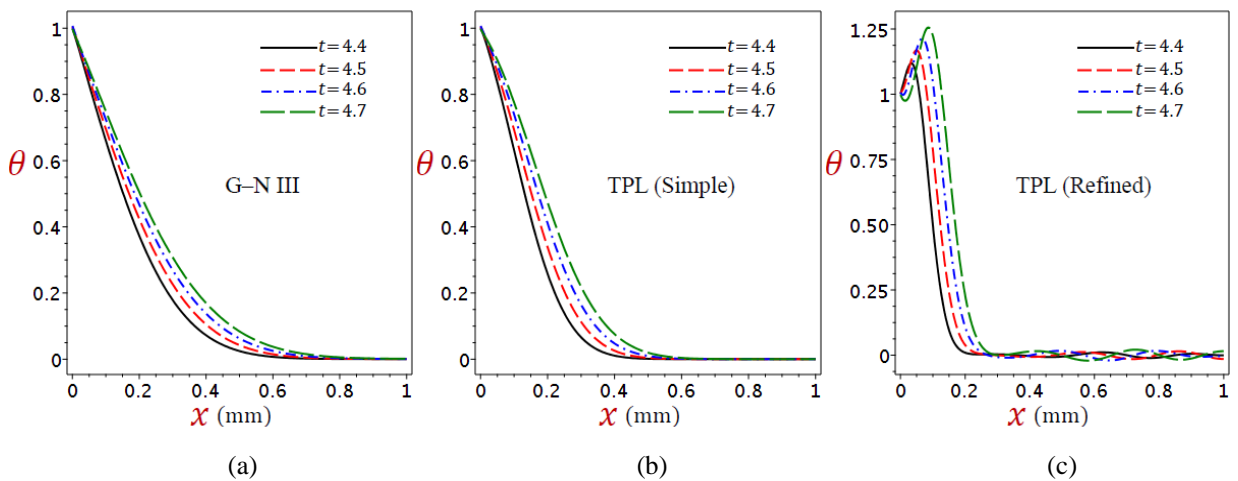 1
0.8
0.6
θ
0.4
0.2
0
0 0.2 0.4 0.6 0.8 1
x (mm)
t=4.4
t=4.5
t=4.6
t=4.7
G–N III
(a)
1
0.8
0.6
θ
0.4
0.2
0
0 0.2 0.4 0.6 0.8 1
x (mm)
t=4.4
t=4.5
t=4.6
t=4.7
TPL (Simple)
(b)
1.25
1
0.75
θ
0.50
0.25
0
0 0.2 0.4 0.6 0.8 1
x (mm)
t=4.4
t=4.5
t=4.6
t=4.7
TPL (Refined)
(c)